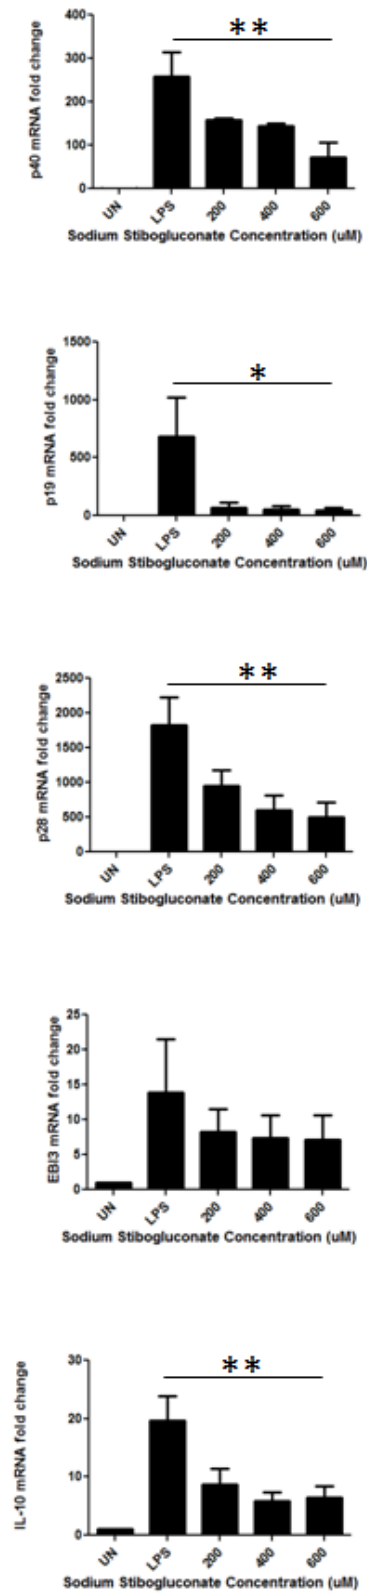 **
p40 mRNA fold change
400
300
200
100
0
UN
LPS
200
400
600
Sodium Stibogluconate Concentration (uM)
*
p19 mRNA fold change
1500
1000
500
0
UN
LPS
200
400
600
Sodium Stibogluconate Concentration (uM)
**
p28 mRNA fold change
2500
2000
1500
1000
500
0
UN
LPS
200
400
600
Sodium Stibogluconate Concentration (uM)
EBI3 mRNA fold change
25
20
15
10
5
0
UN
LPS
200
400
600
Sodium Stibogluconate Concentration (uM)
**
IL-10 mRNA fold change
30
20
10
0
UN
LPS
200
400
600
Sodium Stibogluconate Concentration (uM)